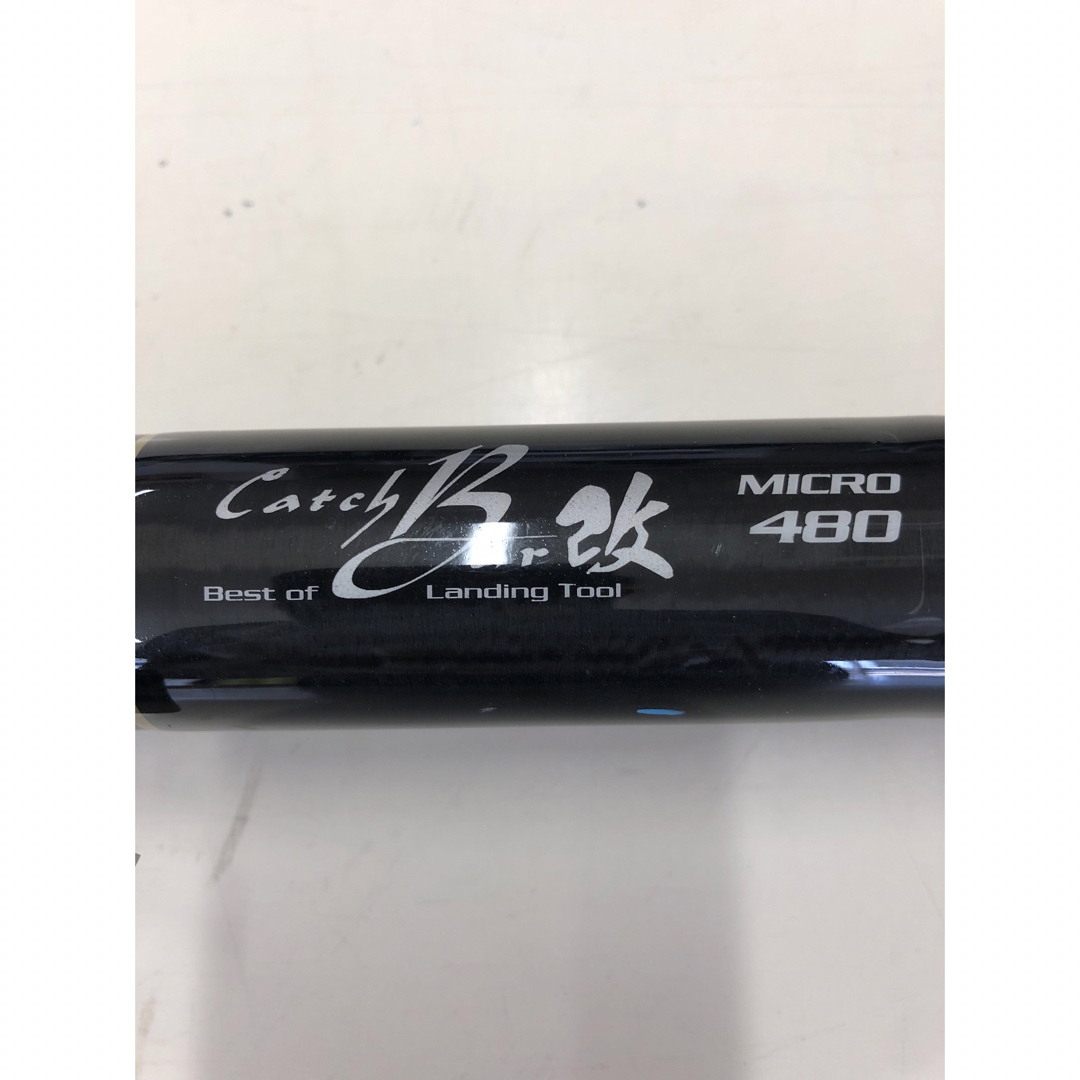 Catch Bar改
Best of Landing Tool
MICRO
480